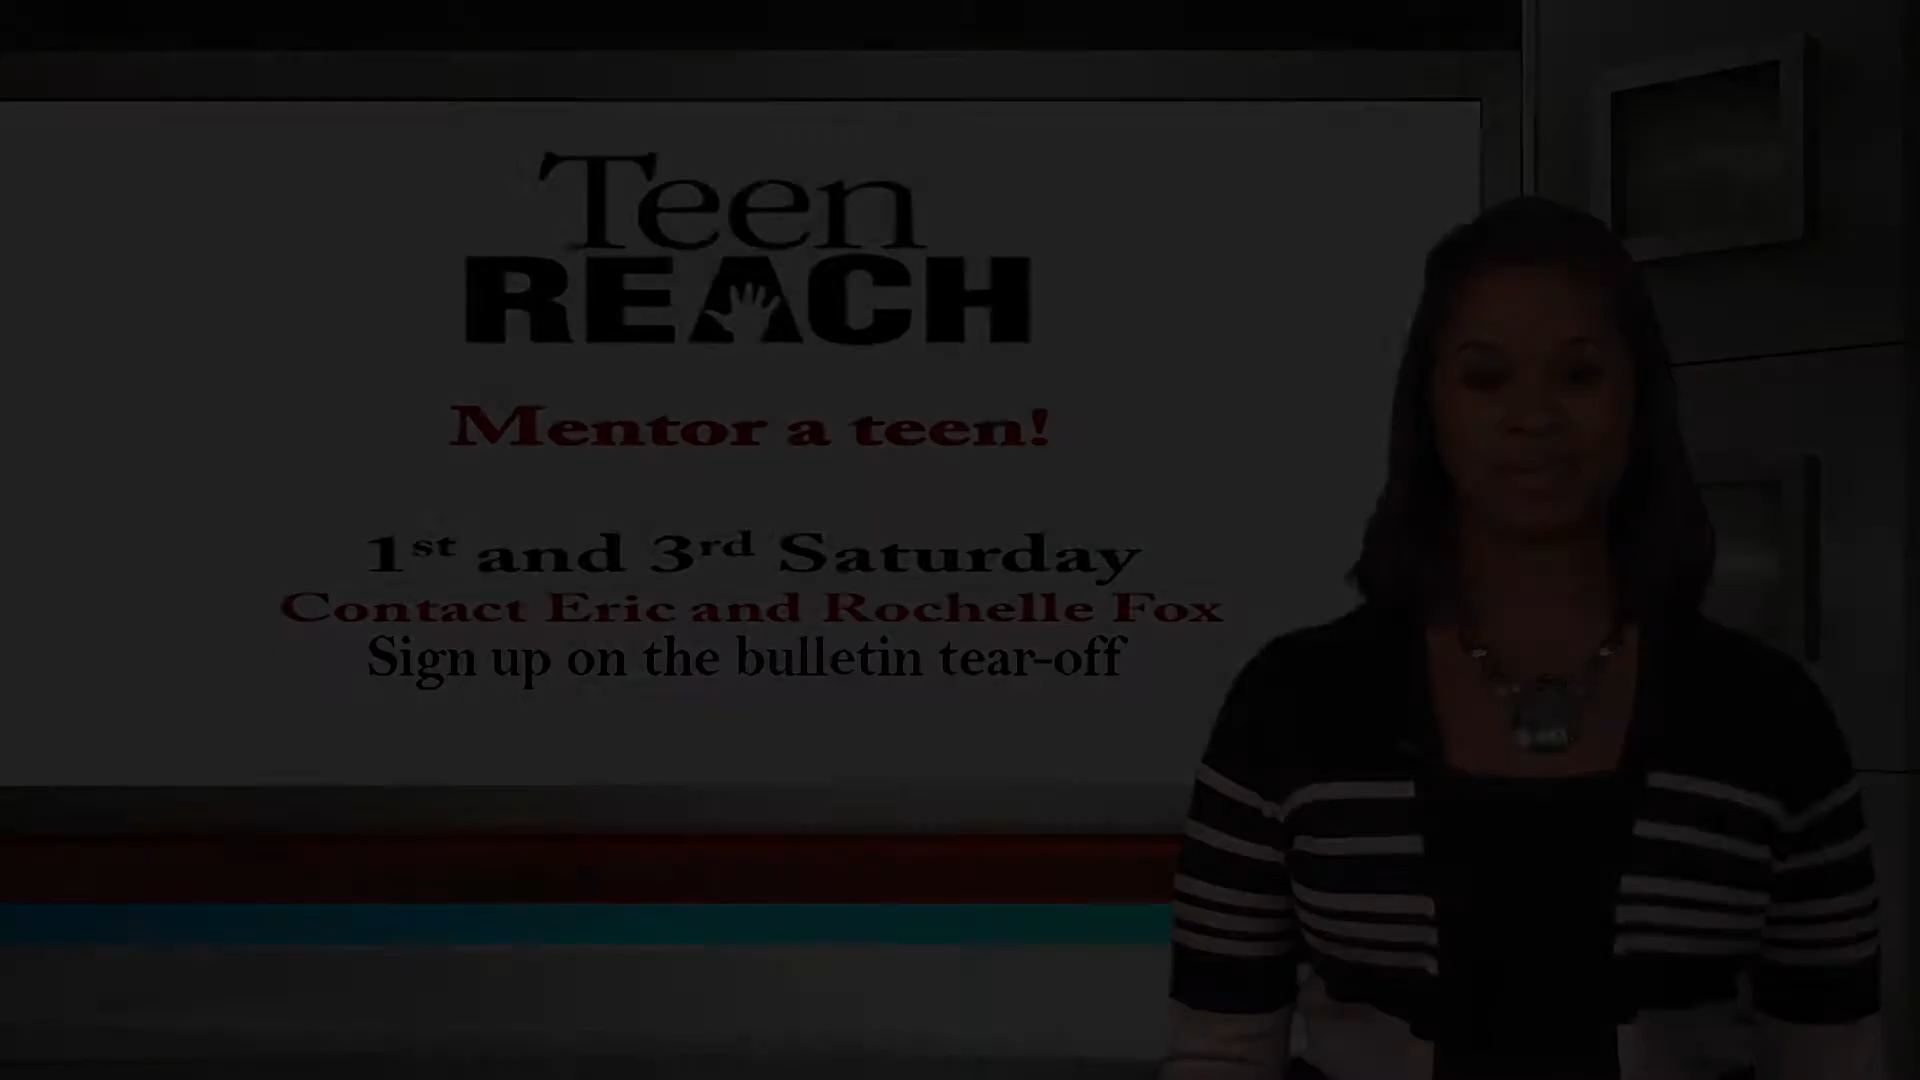 Teen
REACH
Mentor a teen!
1st and 3rd Saturday
Contact Eric and Rochelle Fox
Sign up on the bulletin tear-off